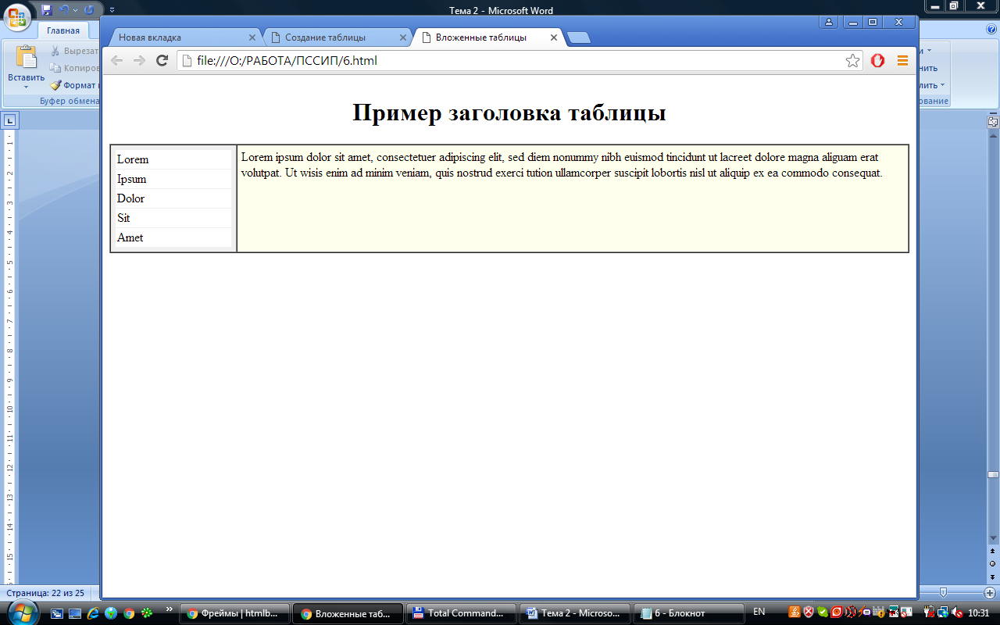 Тема 2 - Microsoft Word
Главная
Вставить
Вырезат
Копиров
Формат
Буфер обмена
Новая вкладка
Создание таблицы
Вложенные таблицы
file:///O:/РАБОТА/ПССИП/6.html
Пример заголовка таблицы
Lorem
Ipsum
Dolor
Sit
Amet
Lorem ipsum dolor sit amet, consectetuer adipiscing elit, sed diem nonummy nibh euismod tincidunt ut lacreet dolore magna aliguam erat
volutpat. Ut wisis enim ad minim veniam, quis nostrud exerci tution ullamcorper suscipit lobortis nisl ut aliquip ex ea commodo consequat.
нить
лить
ование
Страница: 22 из 25
Фреймы | htmlb...
Вложенные таб...
Total Command...
Тема 2 - Microso...
6 - Блокнот
EN
10:31